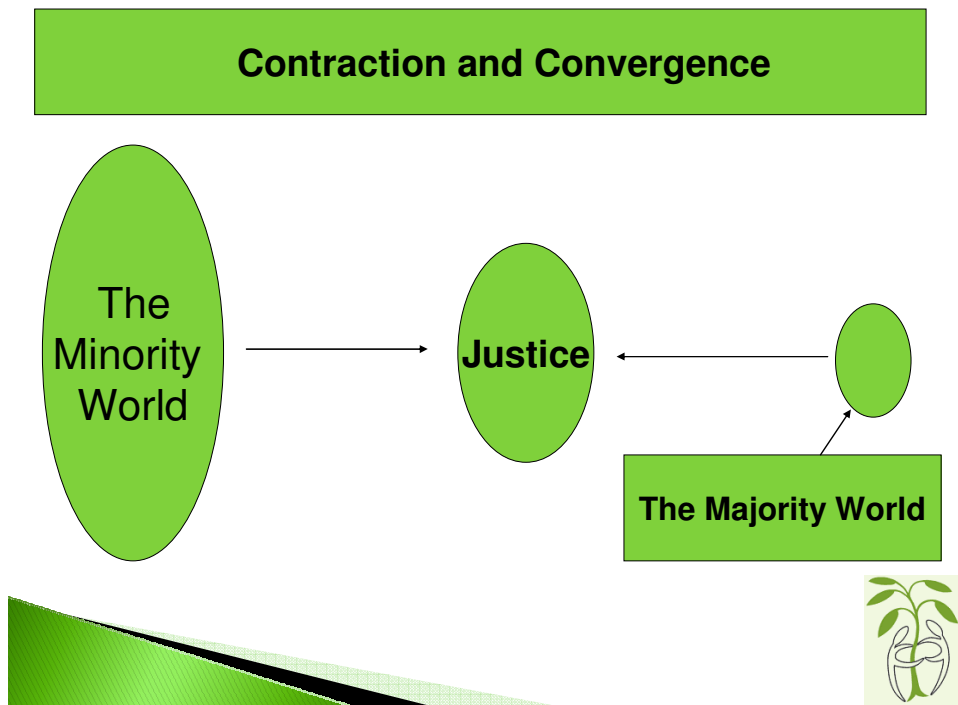 Contraction and Convergence
The
Minority
World
Justice
The Majority World